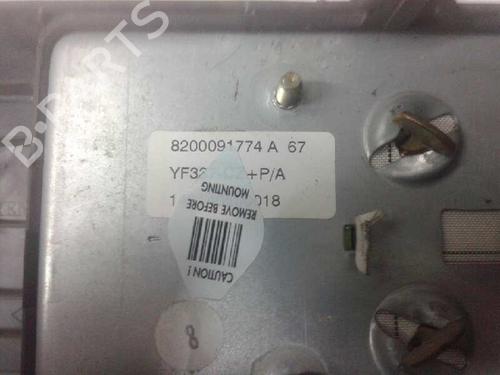 B-PARTS
8200091774 A 67
+P/A
018
REMOVE BEFORE
MOUNTING
CAUTION !
8